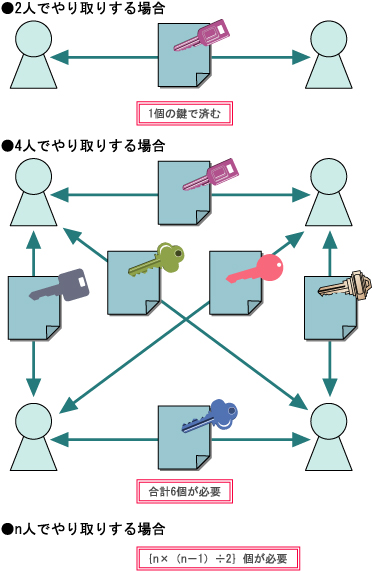 ●2人でやり取りする場合
1個の鍵で済む
●4人でやり取りする場合
合計6個が必要
●n人でやり取りする場合
{n×（n－1）÷2}個が必要